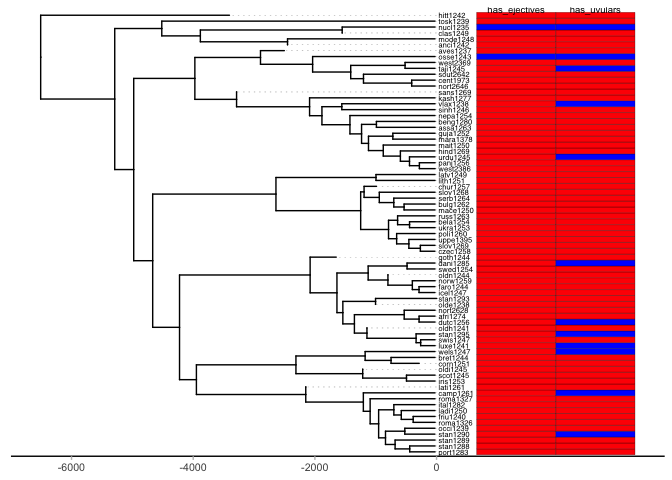 has_ejectives has_uvulars
hitt1242
tosk1239
nucl1235
clas1249
mode1248
anci1242
aves1237
osse1243
west2369
taji1245
sout2642
cent1973
nort2646
sans1269
kash1277
vlax1238
sinh1246
nepa1254
beng1280
assa1263
guja1252
mara1378
mait1250
hind1269
urdu1245
panj1256
west2386
latv1249
lith1251
chur1257
slov1268
serb1264
bulg1262
mace1250
russ1263
bela1254
ukra1253
poli1260
uppe1395
slov1269
czec1258
goth1244
dani1285
swed1254
oldn1244
norw1259
faro1244
icel1247
stan1293
olde1238
nort2628
afri1274
dutc1256
oldh1241
stan1295
swis1247
luxe1241
wels1247
bret1244
corn1251
oldi1245
scot1245
iris1253
lati1261
camp1261
roma1327
ital1282
ladi1250
friu1240
roma1326
occi1239
stan1290
stan1289
stan1288
port1283
-6000 -4000 -2000 0